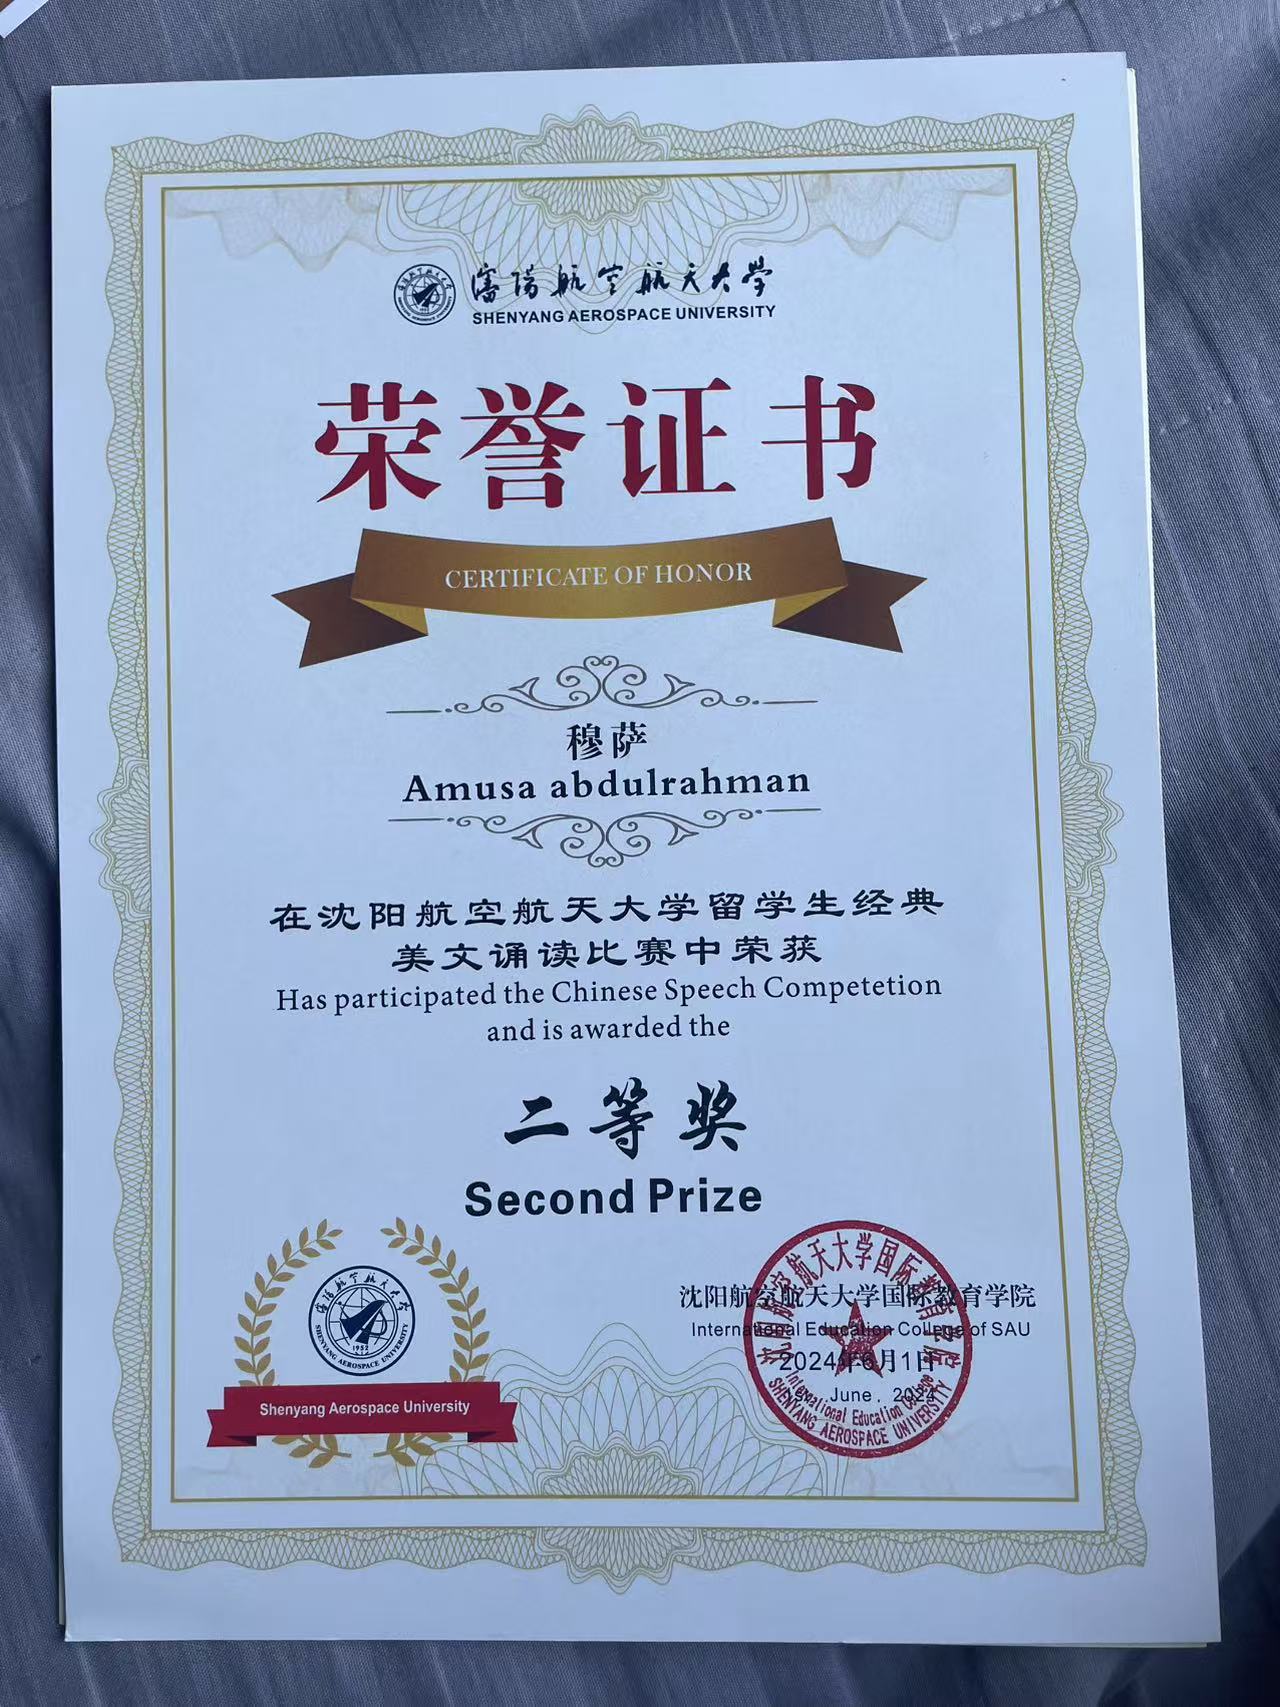 瀋陽航空航天大学
SHENYANG AEROSPACE UNIVERSITY
荣誉证书
CERTIFICATE OF HONOR
穆萨
Amusa abdulrahman
在沈阳航空航天大学留学生经典
美文诵读比赛中荣获
Has participated the Chinese Speech Competetion
and is awarded the
二等奖
Second Prize
瀋陽航空航天大学
SHENYANG AEROSPACE UNIVERSITY
1952
Shenyang Aerospace University
沈阳航空航天大学国际教育学院
International Education College of SAU
2024年6月1日
June , 2024
沈阳航空航天大学国际教育学院
International Education College
SHENYANG AEROSPACE UNIVERSITY